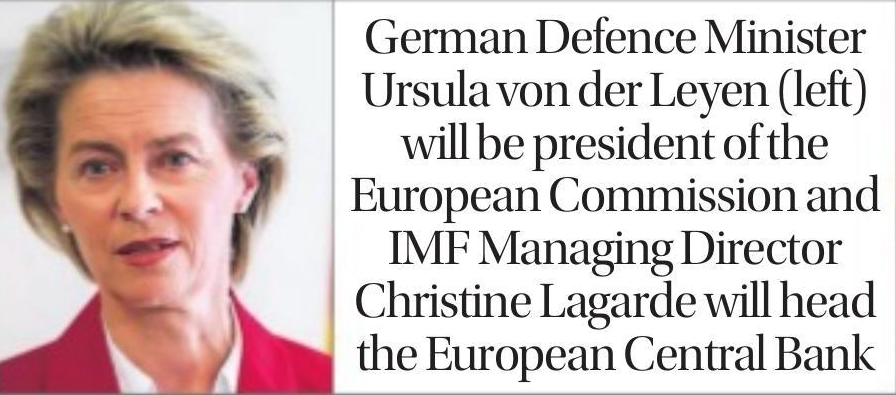 German Defence Minister
Ursula von der Leyen (left)
will be president of the
European Commission and
IMF Managing Director
Christine Lagarde will head
the European Central Bank